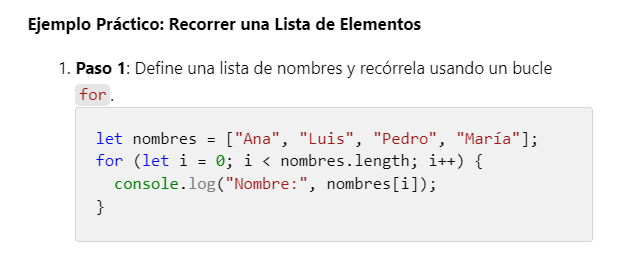 Ejemplo Práctico: Recorrer una Lista de Elementos
1. Paso 1: Define una lista de nombres y recórrela usando un bucle
for.
let nombres = ["Ana", "Luis", "Pedro", "María"];
for (let i = 0; i < nombres.length; i++) {
  console.log("Nombre:", nombres[i]);
}